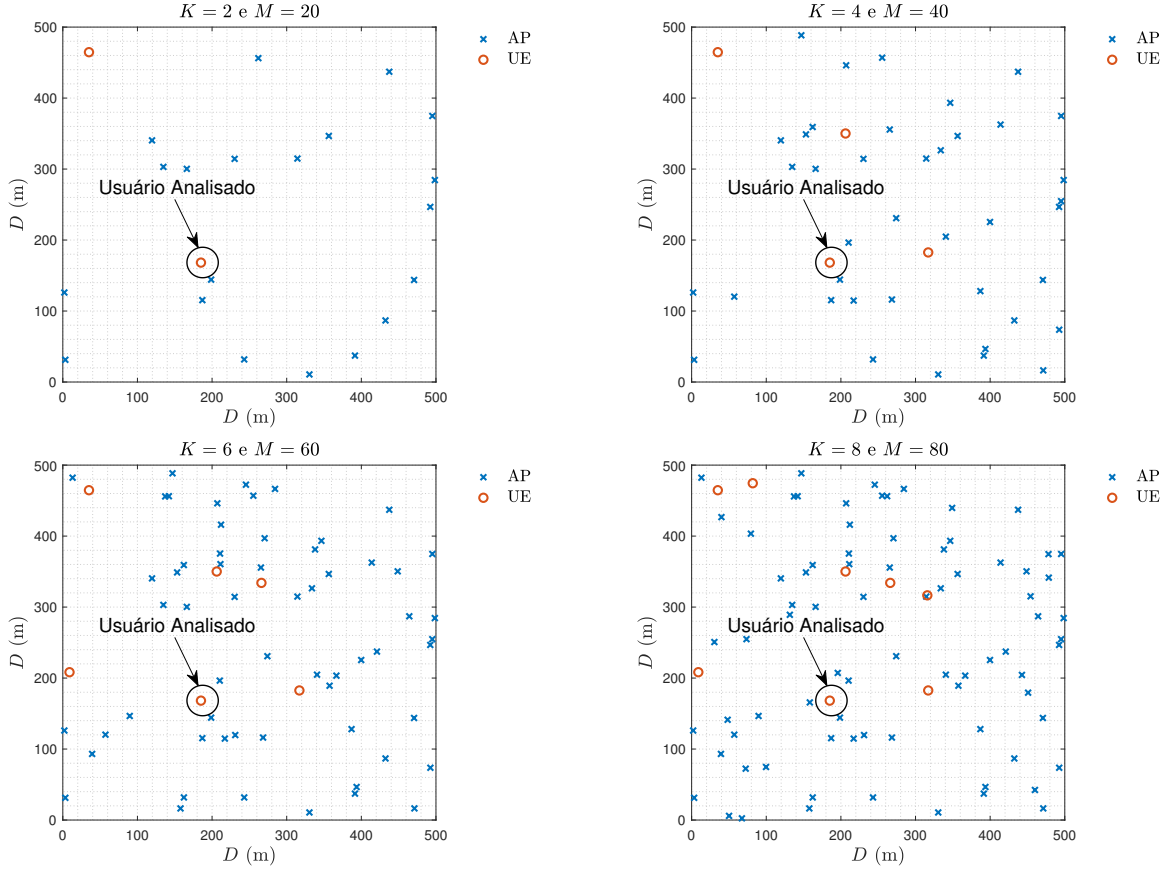 K = 2 e M = 20
500
400
300
200
100
0
0 100 200 300 400 500
D (m)
D (m)
Usuário Analisado
AP
UE
K = 4 e M = 40
500
400
300
200
100
0
0 100 200 300 400 500
D (m)
D (m)
Usuário Analisado
AP
UE
K = 6 e M = 60
500
400
300
200
100
0
0 100 200 300 400 500
D (m)
D (m)
Usuário Analisado
AP
UE
K = 8 e M = 80
500
400
300
200
100
0
0 100 200 300 400 500
D (m)
D (m)
Usuário Analisado
AP
UE